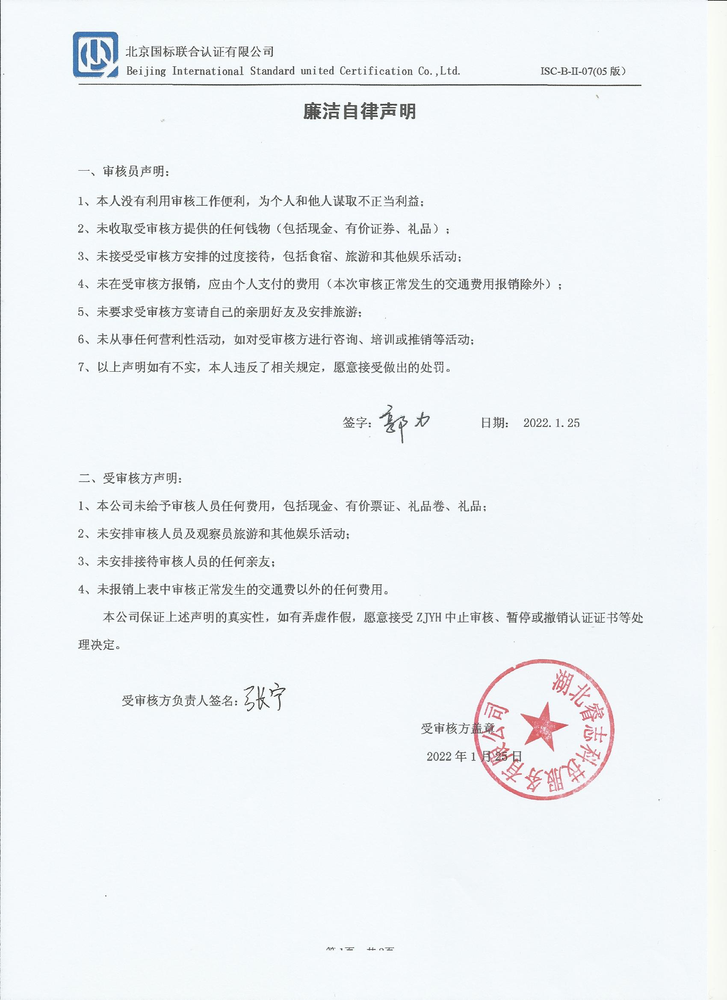 北京国标联合认证有限公司
Beijing International Standard united Certification Co.,Ltd. ISC-B-II-07(05 版)
廉洁自律声明
一、审核员声明：
1、本人没有利用审核工作便利，为个人和他人谋取不正当利益；
2、未收取受审核方提供的任何钱物（包括现金、有价证券、礼品）；
3、未接受受审核方安排的过度接待，包括食宿、旅游和其他娱乐活动；
4、未在受审核方报销，应由个人支付的费用（本次审核正常发生的交通费用报销除外）；
5、未要求受审核方宴请自己的亲朋好友及安排旅游；
6、未从事任何营利性活动，如对受审核方进行咨询、培训或推销等活动；
7、以上声明如有不实，本人违反了相关规定，愿意接受做出的处罚。
签字：郭力 日期： 2022.1.25
二、受审核方声明：
1、本公司未给予审核人员任何费用，包括现金、有价票证、礼品卷、礼品；
2、未安排审核人员及观察员旅游和其他娱乐活动；
3、未安排接待审核人员的任何亲友；
4、未报销上表中审核正常发生的交通费以外的任何费用。
本公司保证上述声明的真实性，如有弄虚作假，愿意接受 ZJYH 中止审核、暂停或撤销认证证书等处
理决定。
受审核方负责人签名：张宁
受审核方盖章
2022 年 1 月 25 日
湖北睿志科技服务有限公司